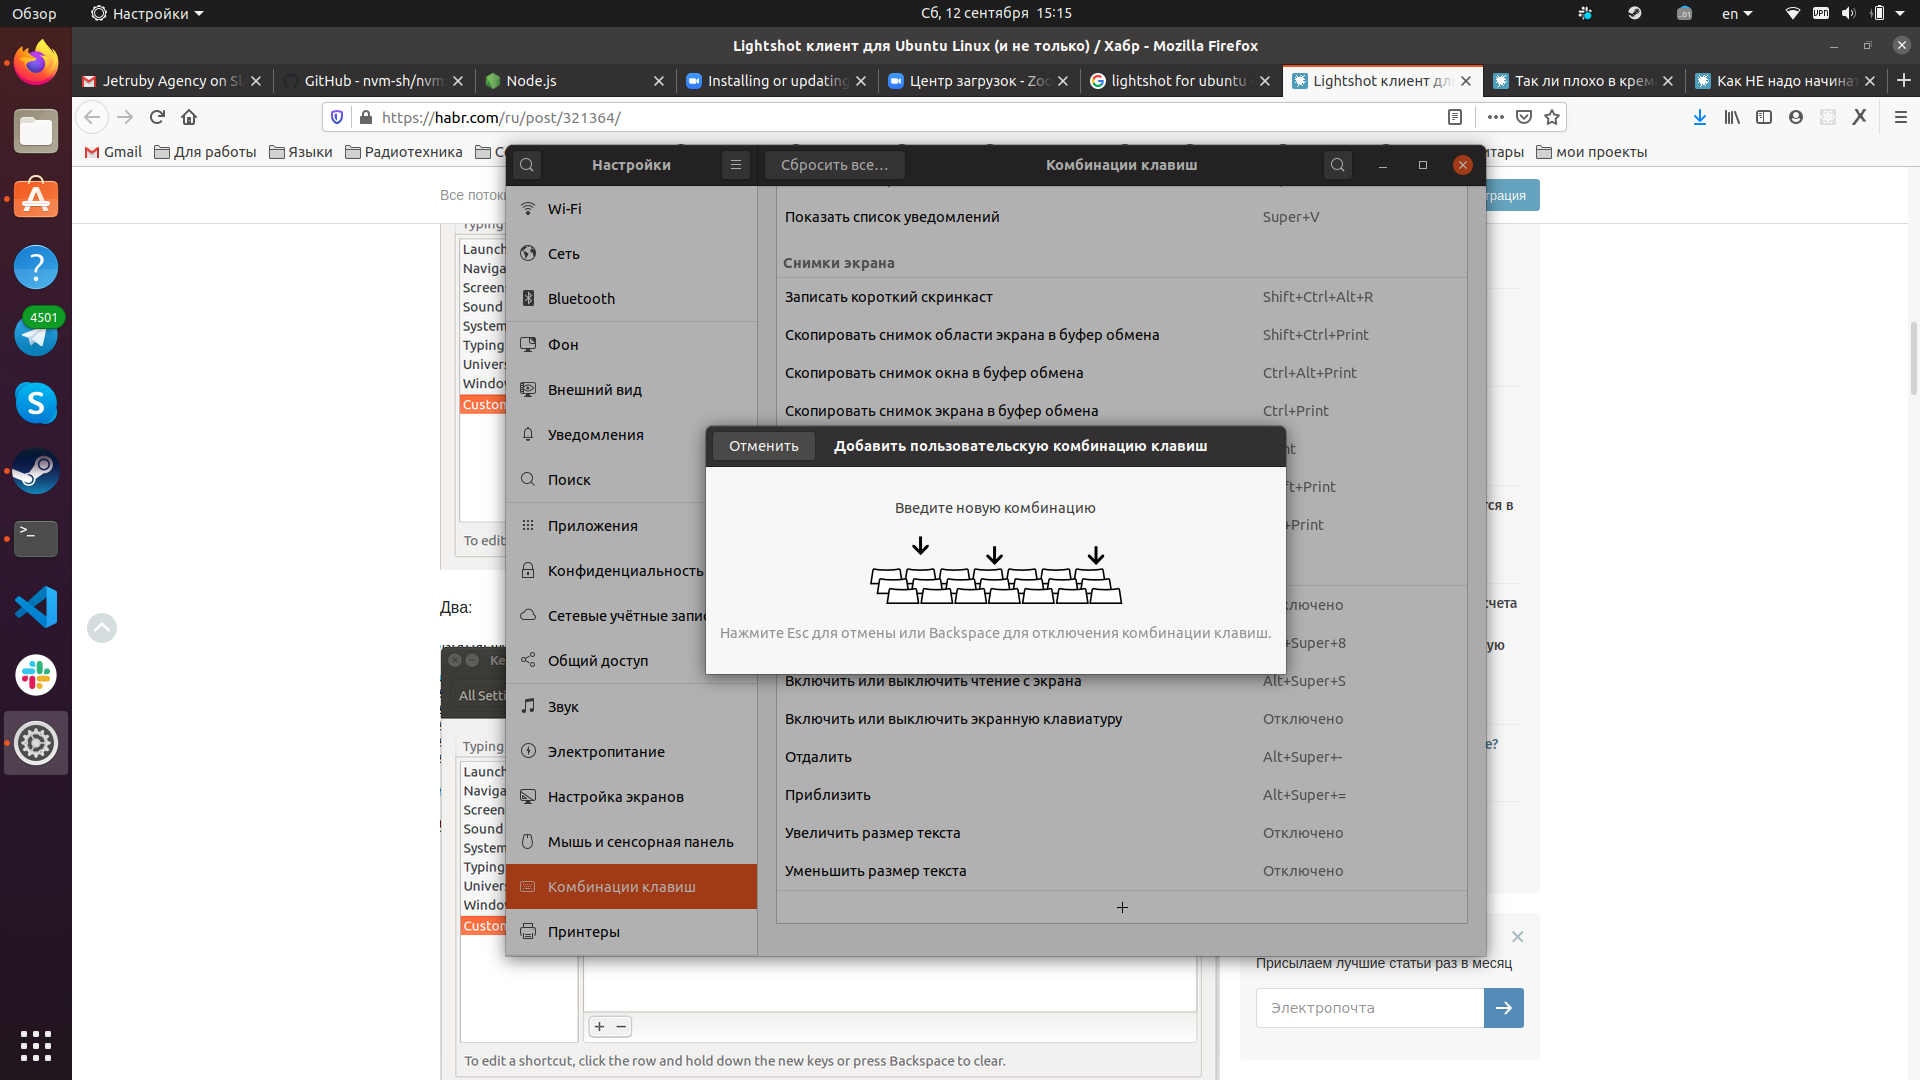 Обзор
Настройки
Сб, 12 сентября 15:15
en
VPN
Lightshot клиент для Ubuntu Linux (и не только) / Хабр - Mozilla Firefox
Jetruby Agency on Sl
GitHub - nvm-sh/nvm:
Node.js
Installing or updating
Центр загрузок - Zoo
lightshot for ubuntu -
Lightshot клиент дл
Так ли плохо в крем
Как НЕ надо начинат
https://habr.com/ru/post/321364/
Gmail
Для работы
Языки
Радиотехника
мои проекты
Все поток
Настройки
Сбросить все…
Комбинации клавиш
трация
4501
S
Wi-Fi
Сеть
Bluetooth
Фон
Внешний вид
Уведомления
Поиск
Приложения
Конфиденциальность
Сетевые учётные запис
Общий доступ
Звук
Электропитание
Настройка экранов
Мышь и сенсорная панель
Комбинации клавиш
Принтеры
Показать список уведомлений Super+V
Снимки экрана
Записать короткий скринкаст Shift+Ctrl+Alt+R
Скопировать снимок области экрана в буфер обмена Shift+Ctrl+Print
Скопировать снимок окна в буфер обмена Ctrl+Alt+Print
Скопировать снимок экрана в буфер обмена Ctrl+Print
Отменить
Добавить пользовательскую комбинацию клавиш
Введите новую комбинацию
Нажмите Esc для отмены или Backspace для отключения комбинации клавиш.
nt
ft+Print
+Print
ключено
+Super+8
Включить или выключить чтение с экрана Alt+Super+S
Включить или выключить экранную клавиатуру Отключено
Отдалить Alt+Super+-
Приблизить Alt+Super+=
Увеличить размер текста Отключено
Уменьшить размер текста Отключено
+
Typing
Launch
Naviga
Screens
Sound
System
Typing
Univers
Windo
Custom
To edit
Два:
Ke
All Setti
Typing
Launch
Naviga
Screen
Sound
System
Typing
Univers
Windo
Custom
+ −
To edit a shortcut, click the row and hold down the new keys or press Backspace to clear.
тся в
счета
ую
е?
Присылаем лучшие статьи раз в месяц
Электропочта